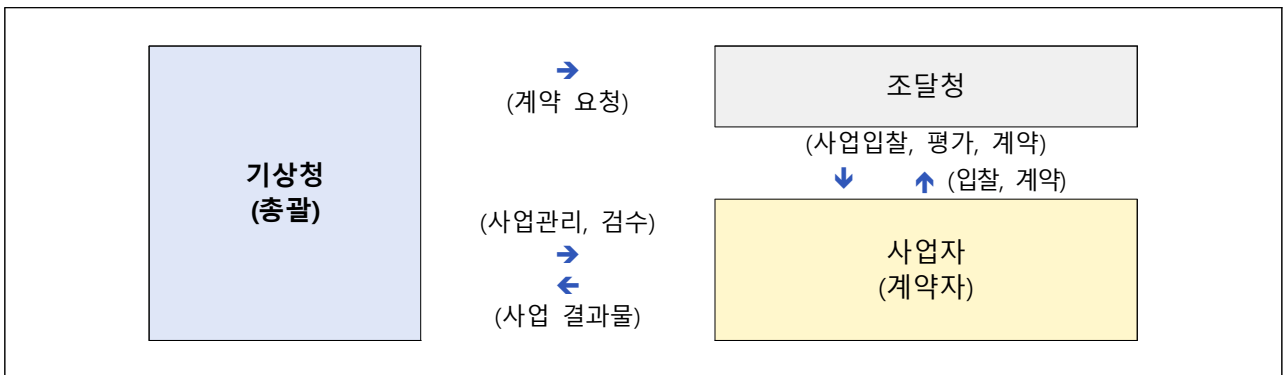 기상청
(총괄)
➔
(계약 요청)
조달청
(사업입찰, 평가, 계약)
🡻 🡹 (입찰, 계약)
(사업관리, 검수)
➔
🡸
(사업 결과물)
사업자
(계약자)